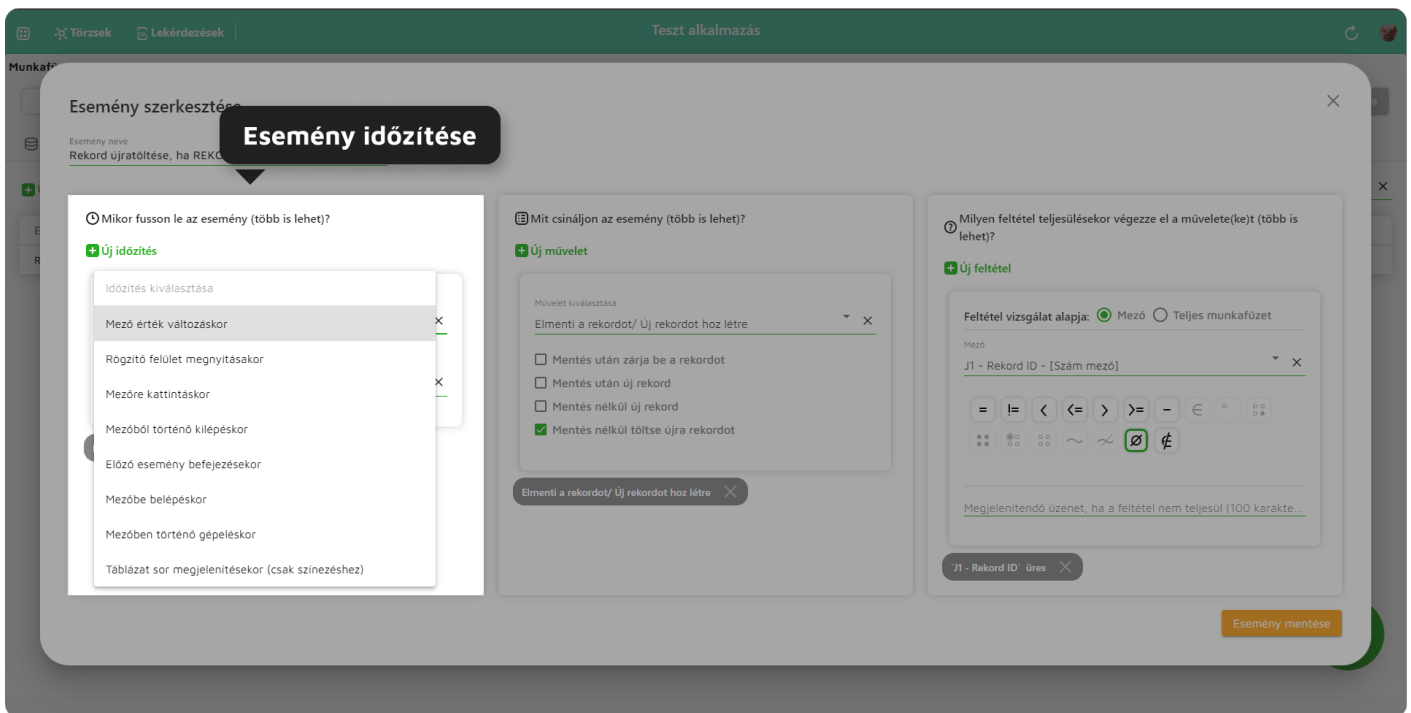 Törzsek
Lekérdezések
Teszt alkalmazás
Esemény szerkesztése
Esemény időzítése
Esemény neve
Rekord újratöltése, ha
Mikor fusson le az esemény (több is lehet)?
Új időzítés
Időzítés kiválasztása
Mező érték változáskor
Rögzítő felület megnyitásakor
Mezőre kattintáskor
Mezőből történő kilépéskor
Előző esemény befejezésekor
Mezőbe belépéskor
Mezőben történő gépeléskor
Táblázat sor megjelenítésekor (csak színezéshez)
Mit csináljon az esemény (több is lehet)?
Új művelet
Művelet kiválasztása
Elmenti a rekordot/ Új rekordot hoz létre
Mentés után zárja be a rekordot
Mentés után új rekord
Mentés nélkül új rekord
Mentés nélkül töltse újra rekordot
Elmenti a rekordot/ Új rekordot hoz létre
Milyen feltétel teljesülésekor végezze el a művelete(ke)t (több is
lehet)?
Új feltétel
Feltétel vizsgálat alapja: Mező Teljes munkafüzet
Mező
J1 - Rekord ID - [Szám mező]
= != < <= > >= – ∈
~ ≁ Ø ∉
Megjelenítendő üzenet, ha a feltétel nem teljesül (100 karakte...
'J1 - Rekord ID' üres
Esemény mentése